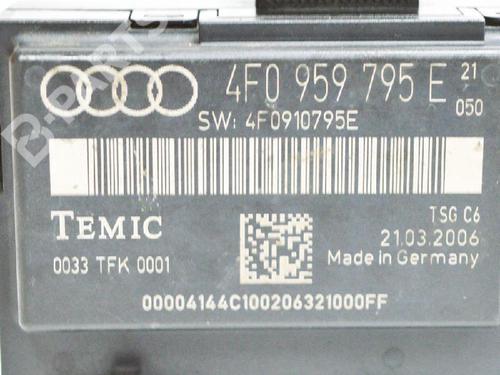 4F0 959 795 E 21
050
SW: 4F0910795E
TEMIC
TSG C6
21.03.2006
0033 TFK 0001
Made in Germany
00004144C100206321000FF
B-PARTS